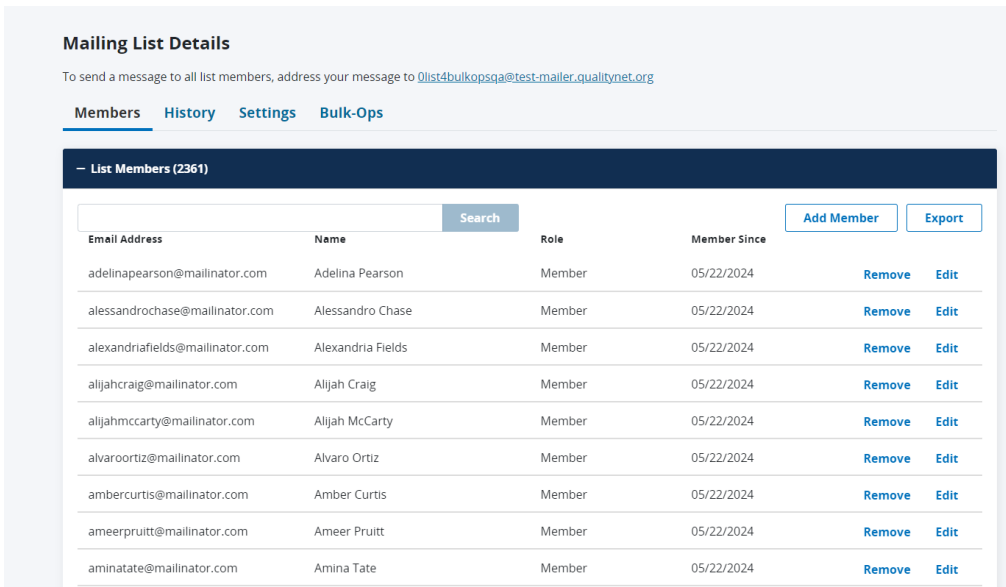 Mailing List Details
To send a message to all list members, address your message to 0list4bulkopsqa@test-mailer.qualitynet.org
Members History Settings Bulk-Ops
− List Members (2361)
Search Add Member Export
Email Address Name Role Member Since
adelinapearson@mailinator.com Adelina Pearson Member 05/22/2024 Remove Edit
alessandrochase@mailinator.com Alessandro Chase Member 05/22/2024 Remove Edit
alexandriafields@mailinator.com Alexandria Fields Member 05/22/2024 Remove Edit
alijahcraig@mailinator.com Alijah Craig Member 05/22/2024 Remove Edit
alijahmccarty@mailinator.com Alijah McCarty Member 05/22/2024 Remove Edit
alvaroortiz@mailinator.com Alvaro Ortiz Member 05/22/2024 Remove Edit
ambercurtis@mailinator.com Amber Curtis Member 05/22/2024 Remove Edit
ameerpruitt@mailinator.com Ameer Pruitt Member 05/22/2024 Remove Edit
aminatate@mailinator.com Amina Tate Member 05/22/2024 Remove Edit